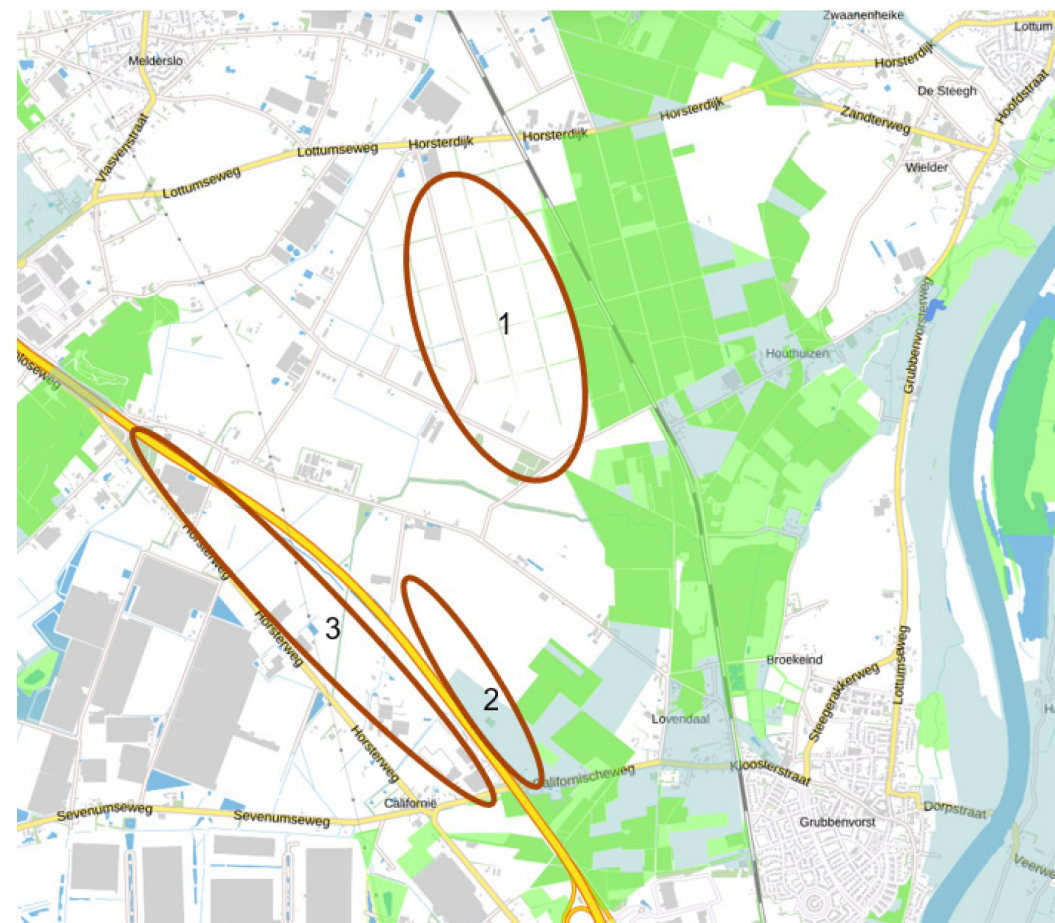 Zwaanenheike
Lottum
Melderslo
Horsterdijk
De Steegh
Hoofdstraat
Horsterdijk
Zandterweg
Horsterdijk
Horsterdijk
Lottumseweg
Vlasvenstraat
Wielder
Lottumseweg
Grubbenvorsterweg
1
Houthuizen
Horsterweg
3
Horsterweg
Broekeind
Lottumseweg
Steegerakkerweg
2
Lovendaal
Horsterweg
Kloosterstraat
Californischeweg
Californië
Sevenumseweg
Sevenumseweg
Dorpstraat
Grubbenvorst